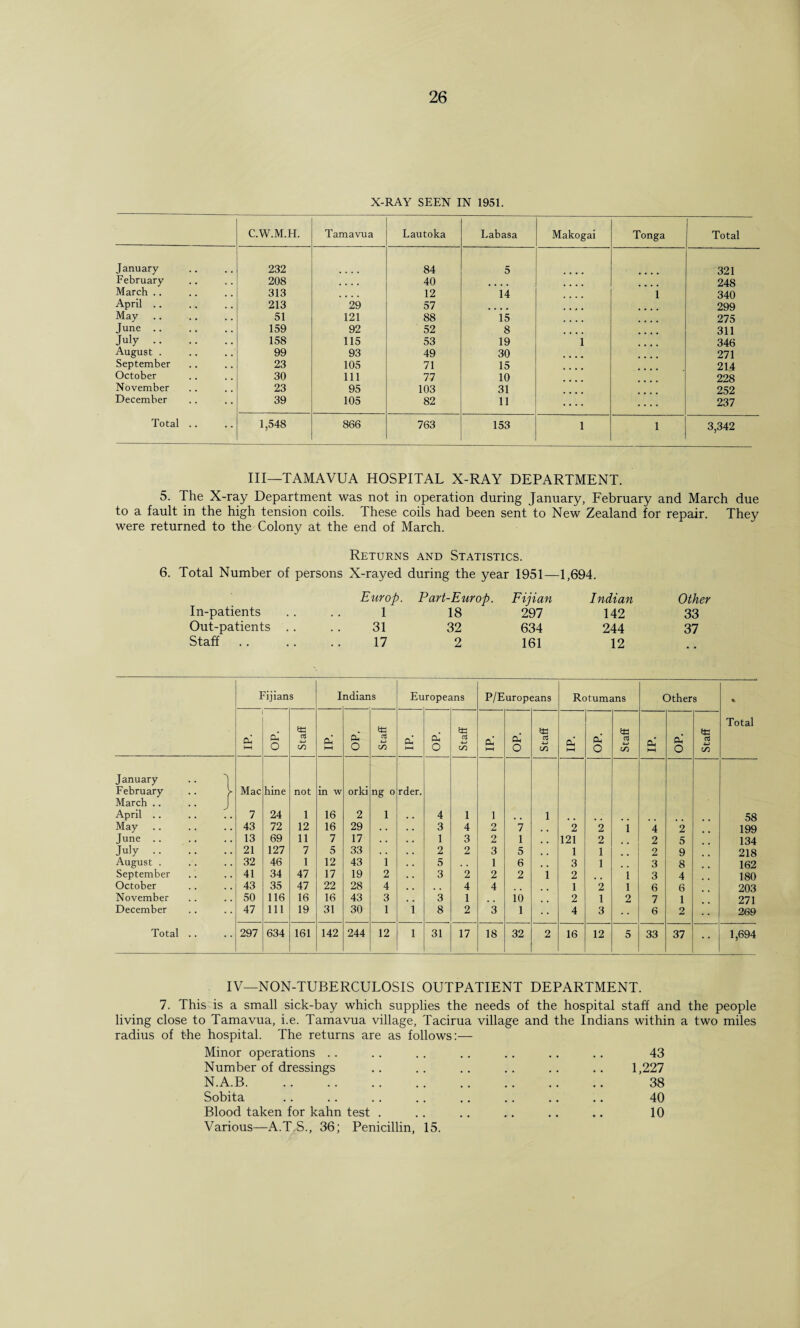 26
X-RAY SEEN IN 1951.
C.W.M.H. Tamavua Lautoka Labasa Makogai Tonga Total
January .. .. 232 .... 84 5 .... .... 321
February .. .. 208 .... 40 .... .... .... 248
March .. .. .. 313 .... 12 14 .... 1 340
April .. .. .. 213 29 57 .... .... .... 299
May .. .. .. 51 121 88 15 .... .... 275
June .. .. .. 159 92 52 8 .... .... 311
July .. .. .. 158 115 53 19 1 .... 346
August . .. .. 99 93 49 30 .... .... 271
September .. .. 23 105 71 15 .... .... 214
October .. .. 30 111 77 10 .... .... 228
November .. .. 23 95 103 31 .... .... 252
December .. .. 39 105 82 11 .... .... 237
Total .. .. 1,548 866 763 153 1 1 3,342
III—TAMAVUA HOSPITAL X-RAY DEPARTMENT.
5. The X-ray Department was not in operation during January, February and March due
to a fault in the high tension coils. These coils had been sent to New Zealand for repair. They
were returned to the Colony at the end of March.
Returns and Statistics.
6. Total Number of persons X-rayed during the year 1951—1,694.
Europ. Part-Europ. Fijian Indian Other
In-patients .. .. 1 18 297 142 33
Out-patients .. .. 31 32 634 244 37
Staff .. .. .. 17 2 161 12 ..
Fijians Indians Europeans P/Europeans Rotumans Others Total
IP. OP. Staff IP. OP. Staff IP. OP. Staff IP. OP. Staff IP. OP. Staff IP. OP. Staff
January ..
February .. Mac hine not in w orki ng o rder.
March .. ..
April .. .. 7 24 1 16 2 1 .. 4 1 1 .. 1 .. .. .. .. .. .. 58
May .. .. 43 72 12 16 29 .. .. 3 4 2 7 .. 2 2 1 4 2 .. 199
June .. .. 13 69 11 7 17 .. .. 1 3 2 1 .. 121 2 .. 2 5 .. 134
July .. .. 21 127 7 5 33 .. .. 2 2 3 5 .. 1 1 .. 2 9 .. 218
August . .. 32 46 1 12 43 1 .. 5 .. 1 6 .. 3 1 .. 3 8 .. 162
September .. 41 34 47 17 19 2 .. 3 2 2 2 1 2 .. 1 3 4 .. 180
October .. 43 35 47 22 28 4 .. .. 4 4 .. .. 1 2 1 6 6 .. 203
November .. 50 116 16 16 43 3 .. 3 1 .. 10 .. 2 1 2 7 1 .. 271
December .. 47 111 19 31 30 1 1 8 2 3 1 .. 4 3 .. 6 2 .. 269
Total .. .. 297 634 161 142 244 12 1 31 17 18 32 2 16 12 5 33 37 .. 1,694
IV—NON-TUBERCULOSIS OUTPATIENT DEPARTMENT.
7. This is a small sick-bay which supplies the needs of the hospital staff and the people
living close to Tamavua, i.e. Tamavua village, Tacirua village and the Indians within a two miles
radius of the hospital. The returns are as follows:—
Minor operations .. .. .. .. .. .. .. 43
Number of dressings .. .. .. .. .. .. 1,227
N.A.B. .. .. .. .. .. .. .. .. .. 38
Sobita .. .. .. .. .. .. .. .. 40
Blood taken for kahn test . .. .. .. .. .. 10
Various—A.T.S., 36; Penicillin, 15.